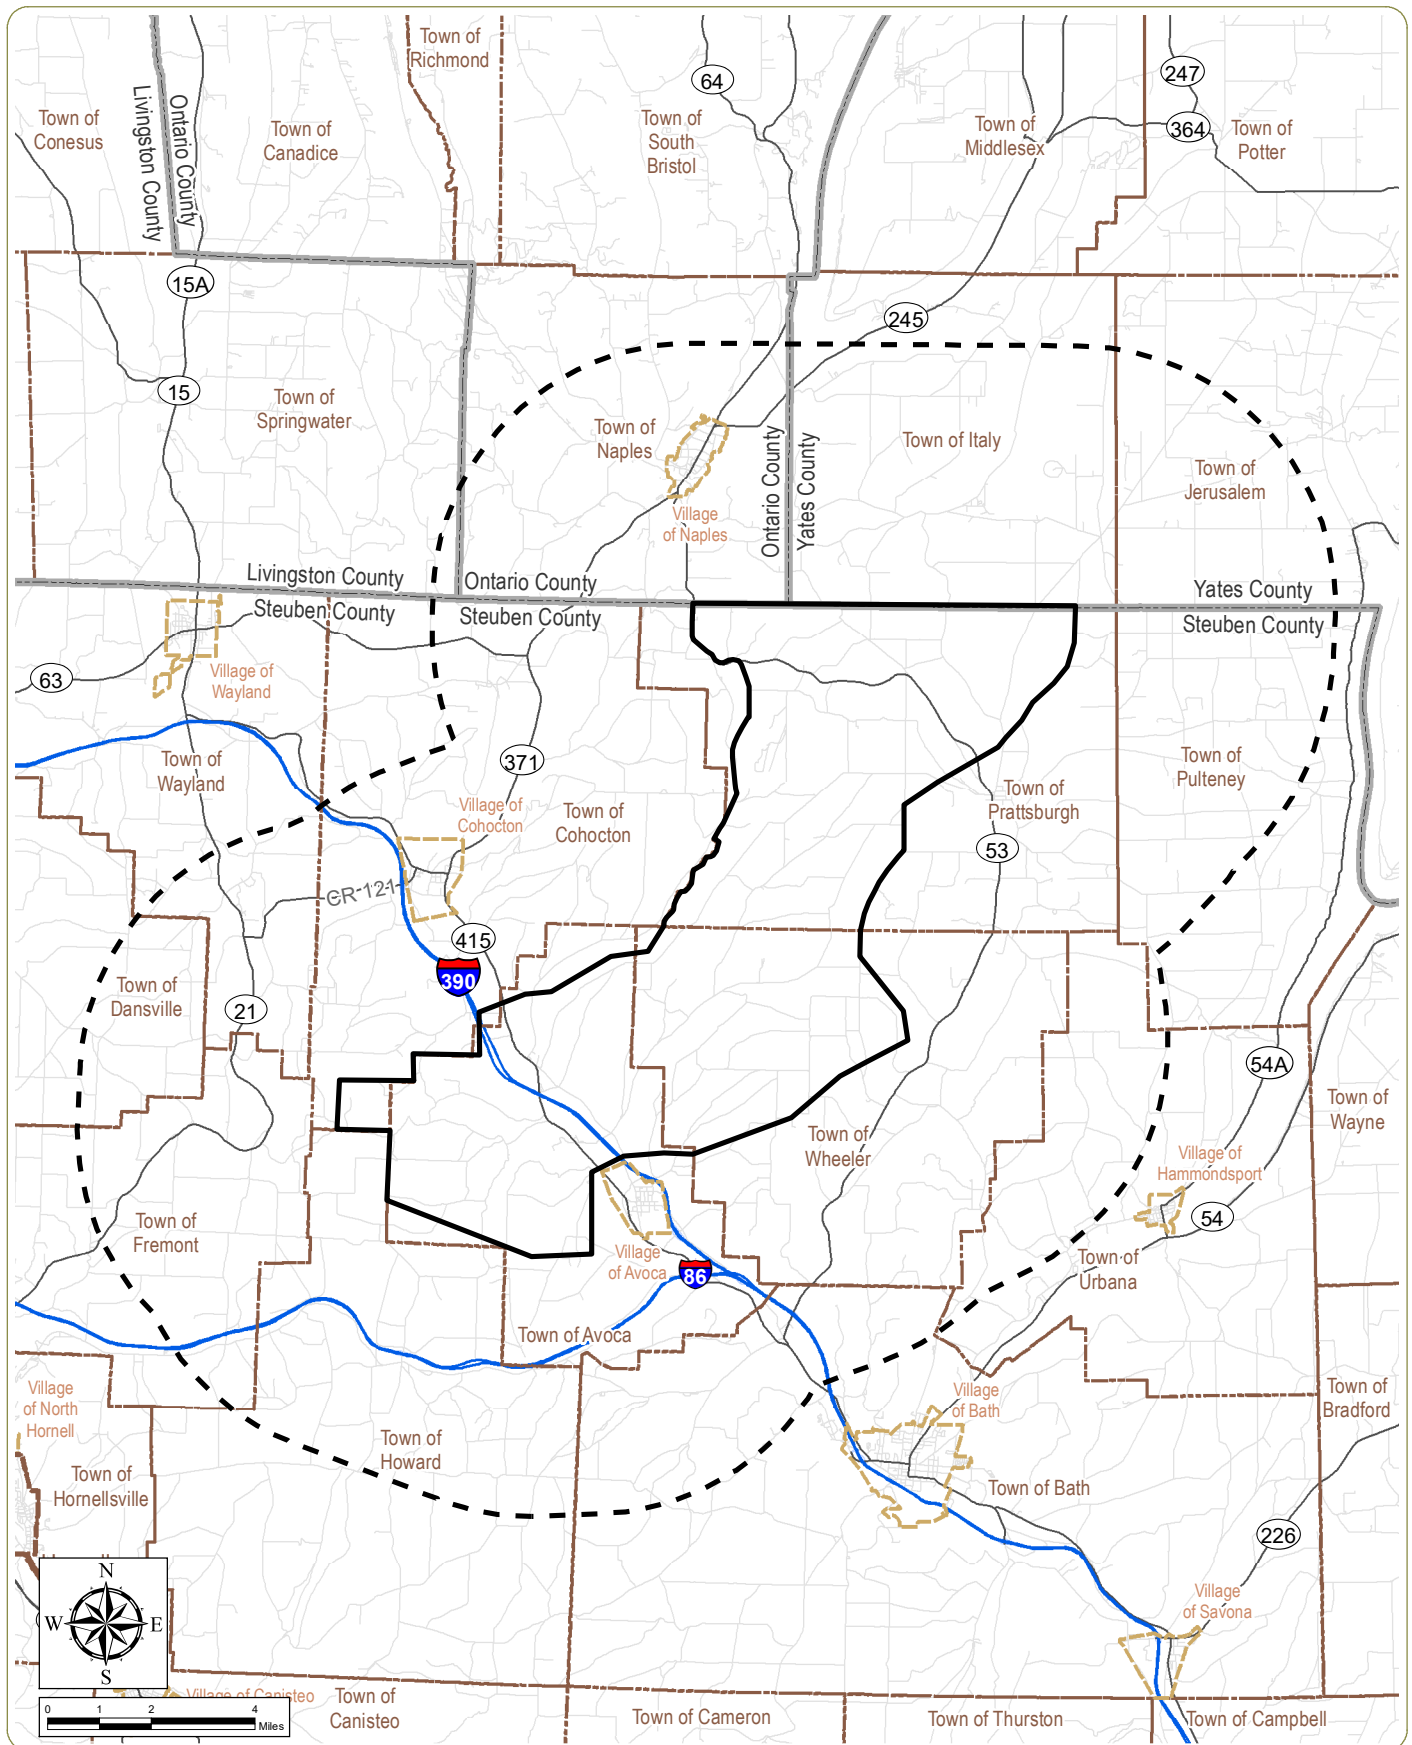 Town of
Richmond
64
247
Town of
Conesus
Ontario County
Livingston County
Town of
Canadice
Town of
South
Bristol
Town of
Middlesex
364
Town of
Potter
15A
245
15
Town of
Springwater
Town of
Naples
Ontario County
Yates County
Town of Italy
Town of
Jerusalem
Village
of Naples
Livingston County
Ontario County
Yates County
Steuben County
Steuben County
Steuben County
63
Village of
Wayland
Town of
Wayland
371
Town of
Pulteney
Village of
Cohocton
Town of
Cohocton
Town of
Prattsburgh
53
CR-121
415
390
Town of
Dansville
21
54A
Town of
Wayne
Town of
Wheeler
Village of
Hammondsport
54
Town of
Fremont
Village
of Avoca
86
Town of
Urbana
Town of Avoca
Village
of North
Hornell
Village
of Bath
Town of
Bradford
Town of
Howard
Town of
Hornellsville
Town of Bath
226
N
W
E
S
Village
of Savona
Village of Canisteo
Town of
Canisteo
Town of Cameron
Town of Thurston
Town of Campbell
0 1 2 4
Miles